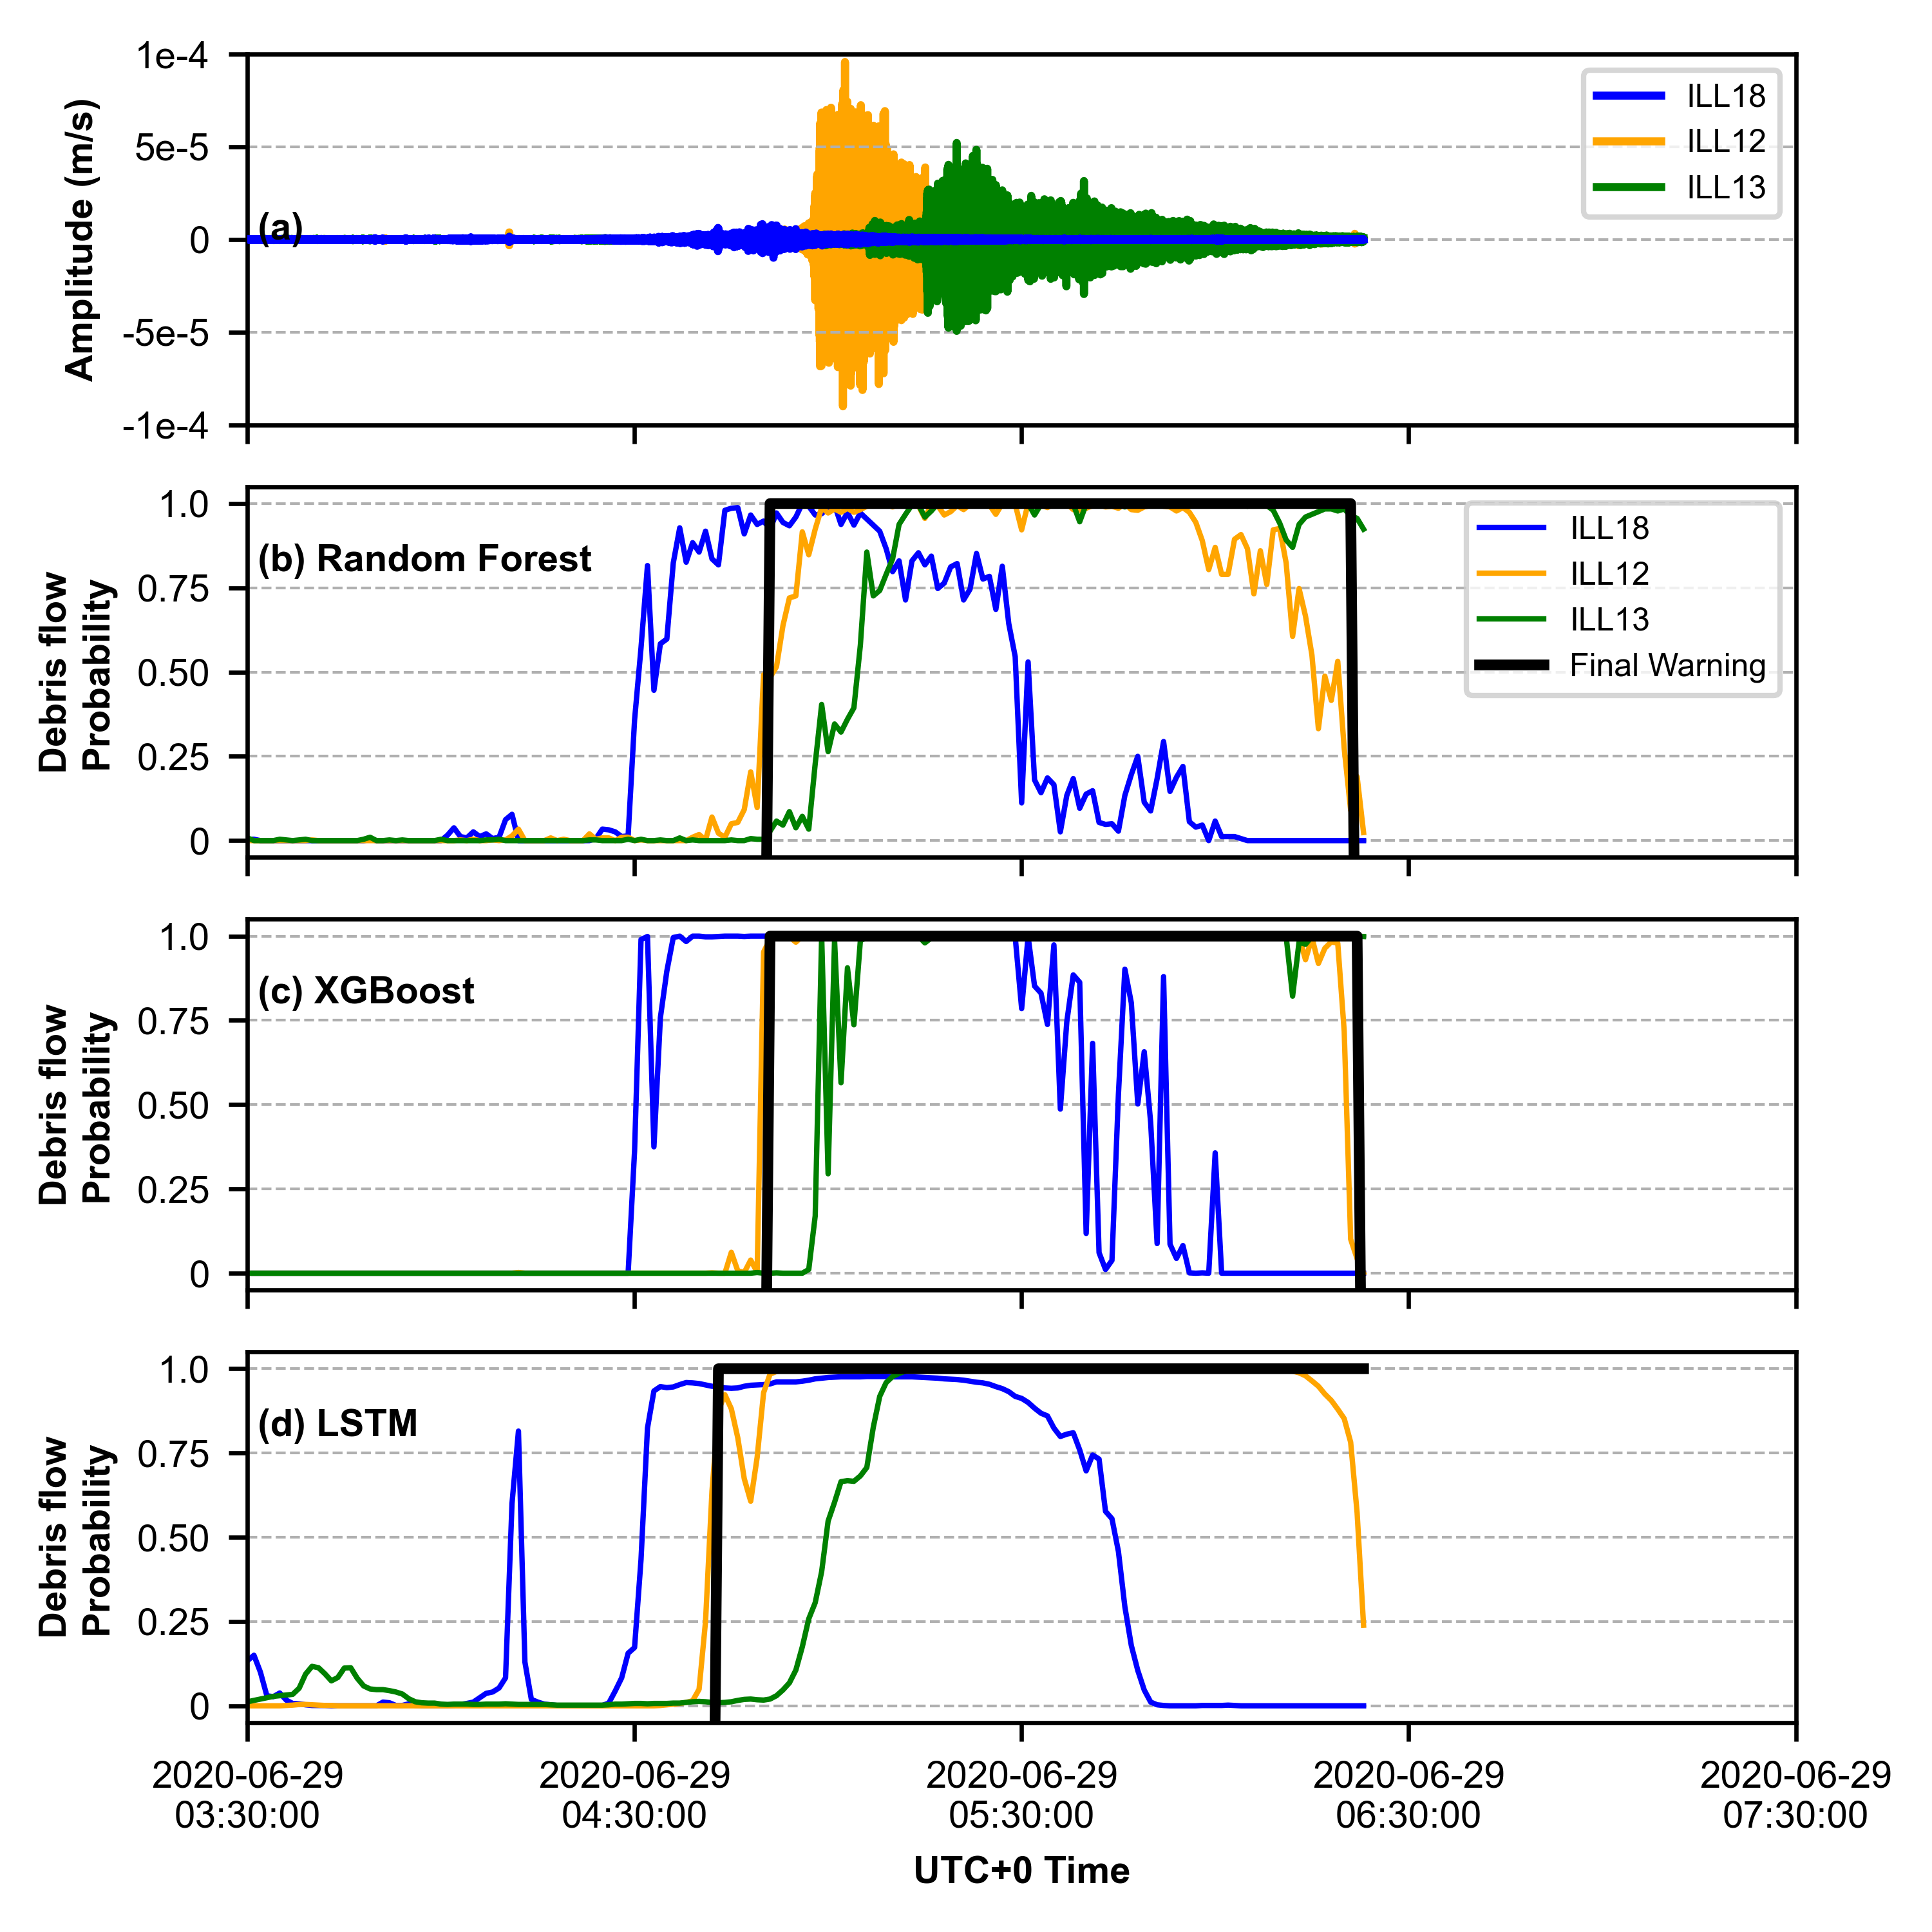 1e-4
5e-5
0
-5e-5
-1e-4
Amplitude (m/s)
(a)
ILL18
ILL12
ILL13
1.0
0.75
0.50
0.25
0
Debris flow
Probability
(b) Random Forest
ILL18
ILL12
ILL13
Final Warning
1.0
0.75
0.50
0.25
0
Debris flow
Probability
(c) XGBoost
1.0
0.75
0.50
0.25
0
Debris flow
Probability
(d) LSTM
2020-06-29
03:30:00
2020-06-29
04:30:00
2020-06-29
05:30:00
2020-06-29
06:30:00
2020-06-29
07:30:00
UTC+0 Time